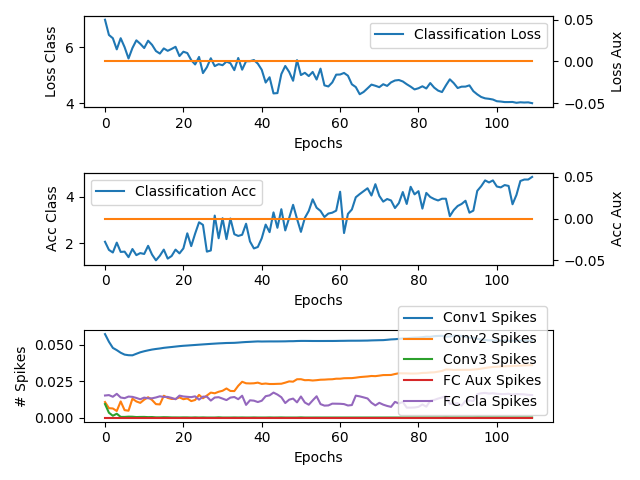 Classification Loss
Loss Class
Loss Aux
6
4
0.05
0.00
−0.05
0 20 40 60 80 100
Epochs
Classification Acc
Acc Class
Acc Aux
4
2
0.05
0.00
−0.05
0 20 40 60 80 100
Epochs
Conv1 Spikes
Conv2 Spikes
Conv3 Spikes
FC Aux Spikes
FC Cla Spikes
# Spikes
0.050
0.025
0.000
0 20 40 60 80 100
Epochs